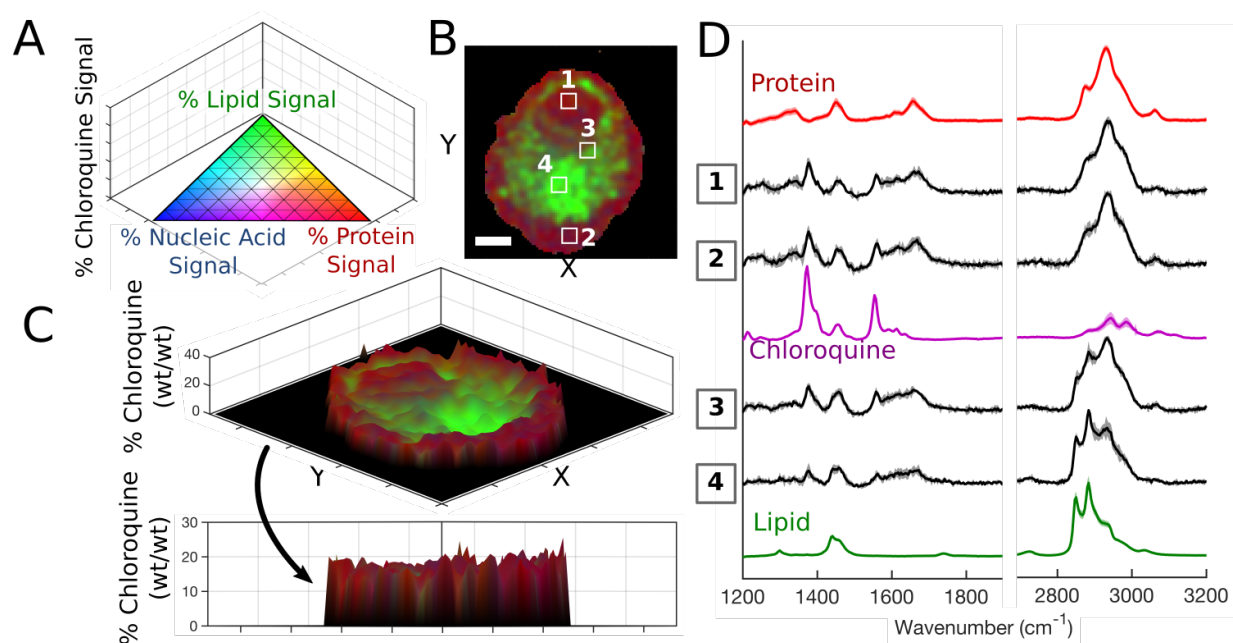 A
% Chloroquine Signal
% Lipid Signal
% Nucleic Acid
Signal
% Protein
Signal
B
Y
X
1
3
4
2
C
% Chloroquine
(wt/wt)
40
20
0
Y
X
% Chloroquine
(wt/wt)
30
20
10
0
D
Protein
1
2
Chloroquine
3
4
Lipid
1200
1400
1600
1800
2800
3000
3200
Wavenumber (cm⁻¹)